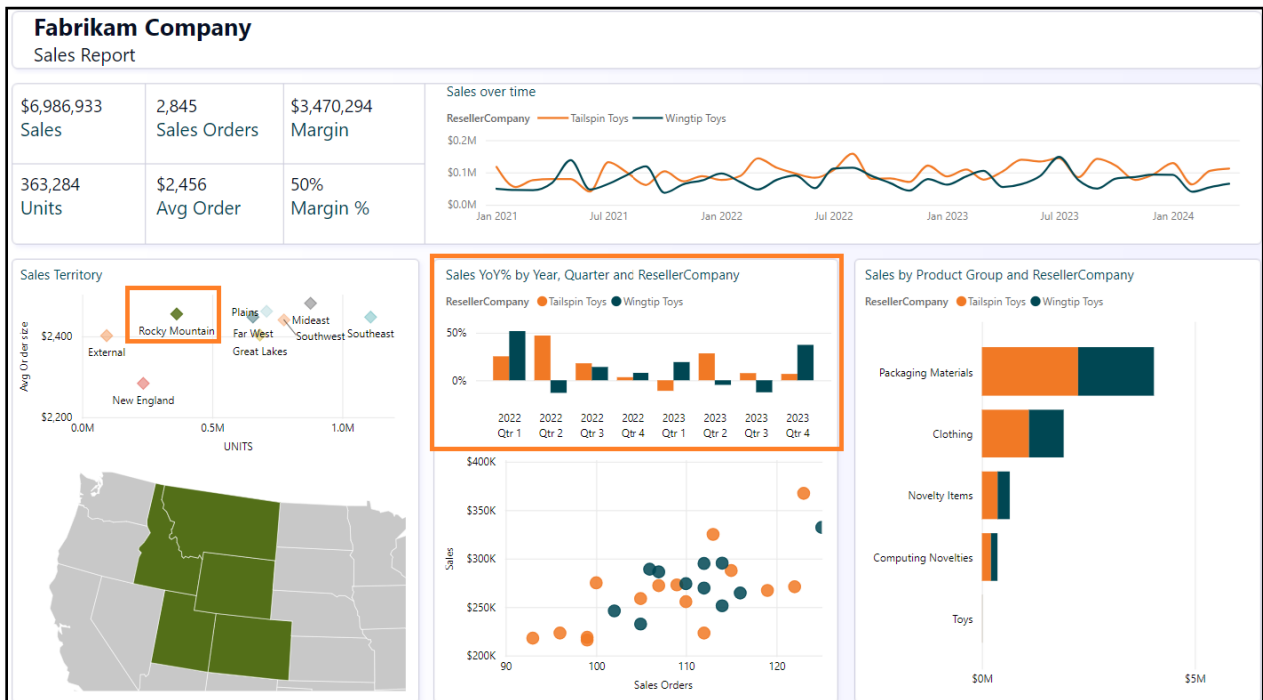 Fabrikam Company
Sales Report
$6,986,933
Sales
2,845
Sales Orders
$3,470,294
Margin
363,284
Units
$2,456
Avg Order
50%
Margin %
Sales over time
ResellerCompany Tailspin Toys Wingtip Toys
$0.2M
$0.1M
$0.0M
Jan 2021 Jul 2021 Jan 2022 Jul 2022 Jan 2023 Jul 2023 Jan 2024
Sales Territory
Avg Order size
$2,400
$2,200
Rocky Mountain
External
New England
Plains
Far West
Great Lakes
Mideast
Southwest
Southeast
0.0M 0.5M 1.0M
UNITS
Sales YoY% by Year, Quarter and ResellerCompany
ResellerCompany Tailspin Toys Wingtip Toys
50%
0%
2022 2022 2022 2022 2023 2023 2023 2023
Qtr 1 Qtr 2 Qtr 3 Qtr 4 Qtr 1 Qtr 2 Qtr 3 Qtr 4
$400K
$350K
$300K
$250K
$200K
Sales
90 100 110 120
Sales Orders
Sales by Product Group and ResellerCompany
ResellerCompany Tailspin Toys Wingtip Toys
Packaging Materials
Clothing
Novelty Items
Computing Novelties
Toys
$0M $5M